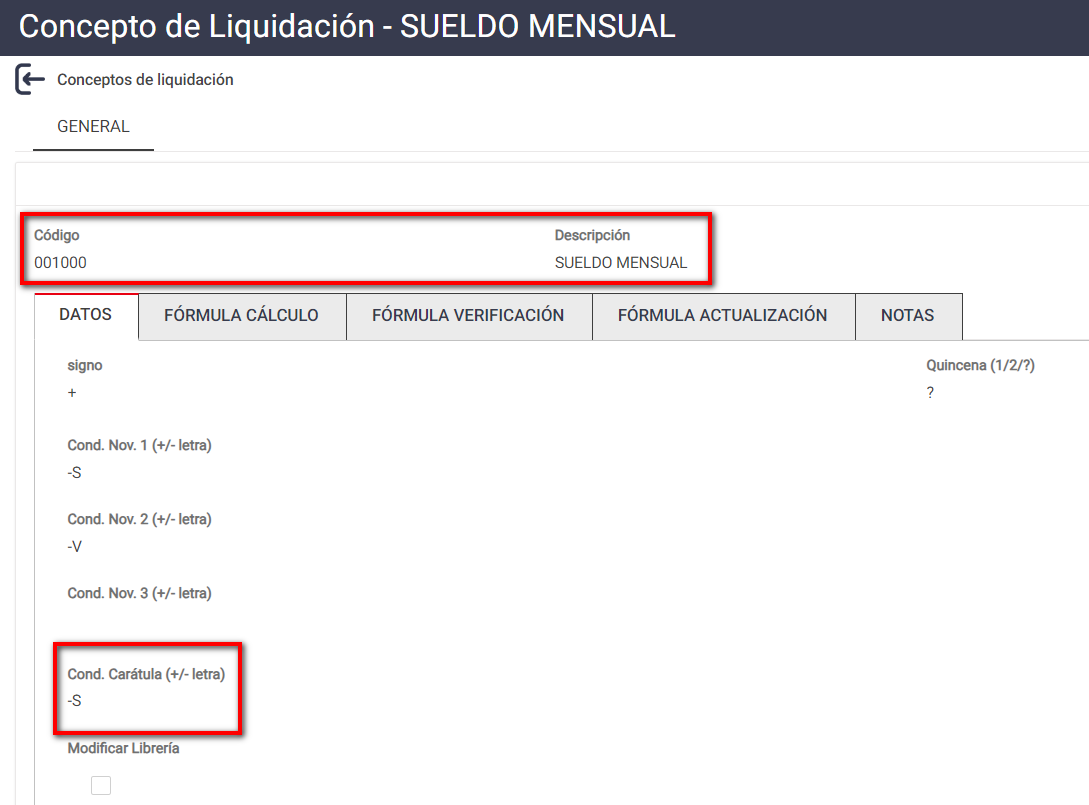 Concepto de Liquidación - SUELDO MENSUAL
Conceptos de liquidación
GENERAL
Código Descripción
001000 SUELDO MENSUAL
DATOS FÓRMULA CÁLCULO FÓRMULA VERIFICACIÓN FÓRMULA ACTUALIZACIÓN NOTAS
signo Quincena (1/2/?)
+ ?
Cond. Nov. 1 (+/- letra)
-S
Cond. Nov. 2 (+/- letra)
-V
Cond. Nov. 3 (+/- letra)
Cond. Carátula (+/- letra)
-S
Modificar Librería